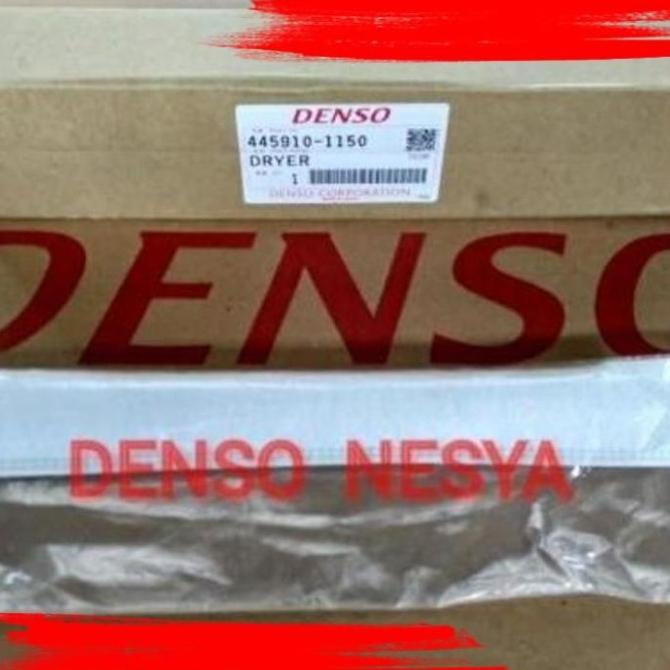 DENSO
445910-1150
DRYER
1
DENSO CORPORATION
DENSO
DENSO NESYA